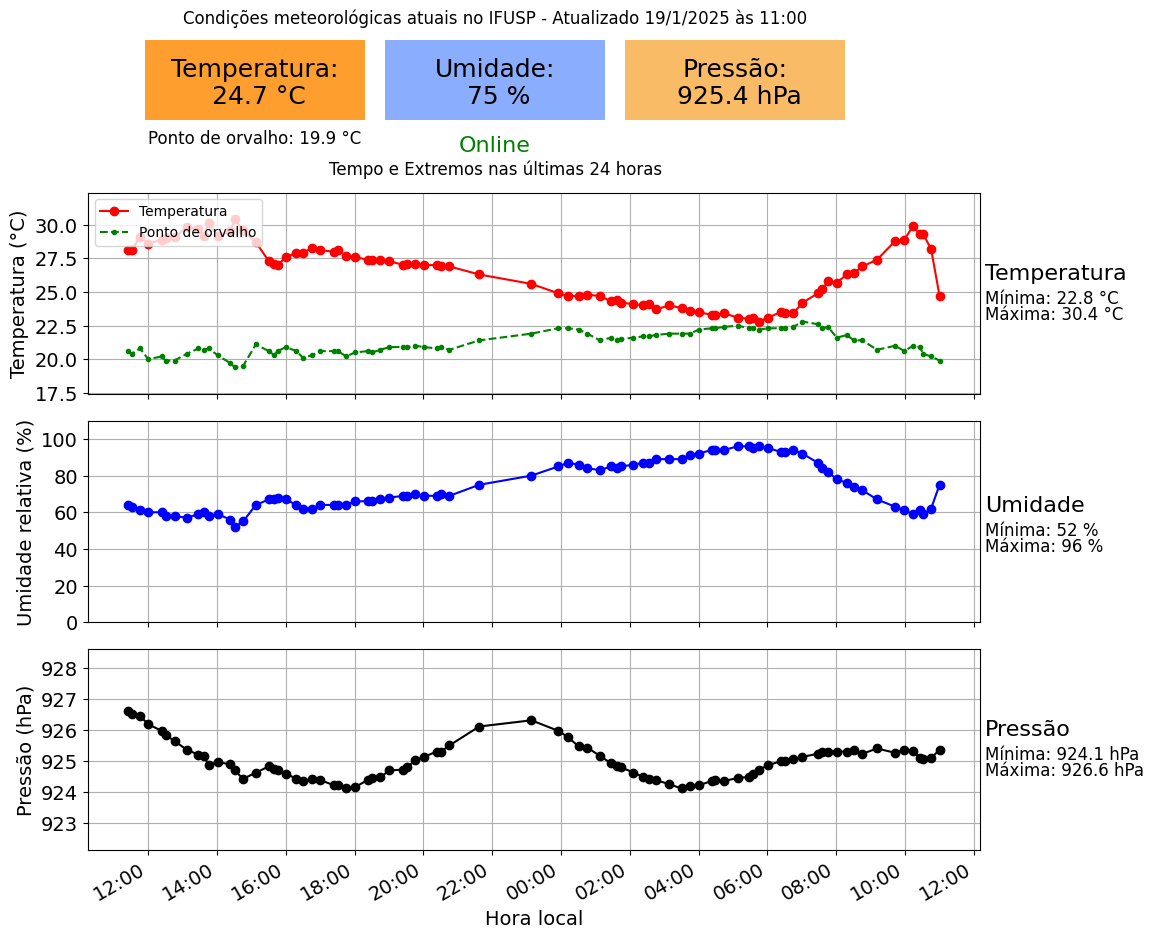 Condições meteorológicas atuais no IFUSP - Atualizado 19/1/2025 às 11:00
Temperatura:
24.7 °C
Umidade:
75 %
Pressão:
925.4 hPa
Ponto de orvalho: 19.9 °C
Online
Tempo e Extremos nas últimas 24 horas
Temperatura (°C)
30.0
27.5
25.0
22.5
20.0
17.5
Temperatura
Ponto de orvalho
Temperatura
Mínima: 22.8 °C
Máxima: 30.4 °C
Umidade relativa (%)
100
80
60
40
20
0
Umidade
Mínima: 52 %
Máxima: 96 %
Pressão (hPa)
928
927
926
925
924
923
Pressão
Mínima: 924.1 hPa
Máxima: 926.6 hPa
12:00
14:00
16:00
18:00
20:00
22:00
00:00
02:00
04:00
06:00
08:00
10:00
12:00
Hora local